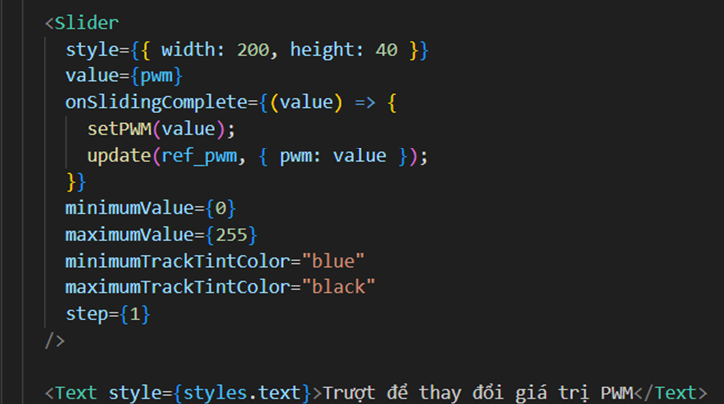 <Slider
style={{ width: 200, height: 40 }}
value={pwm}
onSlidingComplete={(value) => {
setPWM(value);
update(ref_pwm, { pwm: value });
}}
minimumValue={0}
maximumValue={255}
minimumTrackTintColor="blue"
maximumTrackTintColor="black"
step={1}
/>
<Text style={styles.text}>Trượt để thay đổi giá trị PWM</Text>